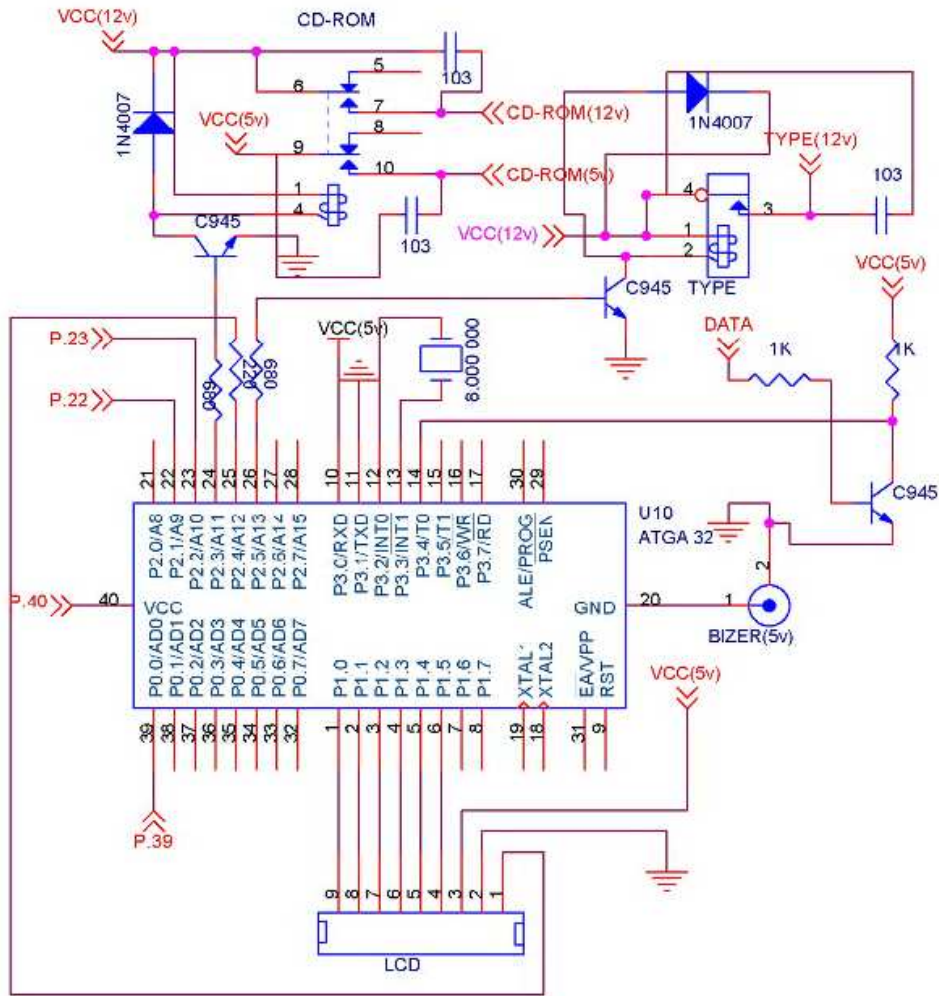 VCC(12v)
CD-ROM
5
103
6
7
CD-ROM(12v)
1N4007
VCC(5v)
8
9
10
CD-ROM(5v)
1
4
103
C945
1N4007
TYPE(12v)
103
4
3
VCC(12v)
1
2
TYPE
C945
VCC(5v)
DATA
1K
1K
C945
P.23
P.22
680
220
680
VCC(5v)
8.000 000
21 22 23 24 25 26 27 28 10 11 12 13 14 15 16 17 30 29
P2.0/A8
P2.1/A9
P2.2/A10
P2.3/A11
P2.4/A12
P2.5/A13
P2.6/A14
P2.7/A15
P3.0/RXD
P3.1/TXD
P3.2/INT0
P3.3/INT1
P3.4/T0
P3.5/T1
P3.6/WR
P3.7/RD
ALE/PROG
PSEN
U10
ATGA 32
P.40
40
VCC
GND
20
1
2
BIZER(5v)
P0.0/AD0
P0.1/AD1
P0.2/AD2
P0.3/AD3
P0.4/AD4
P0.5/AD5
P0.6/AD6
P0.7/AD7
P1.0
P1.1
P1.2
P1.3
P1.4
P1.5
P1.6
P1.7
XTAL1
XTAL2
EA/VPP
RST
39 38 37 36 35 34 33 32 1 2 3 4 5 6 7 8 19 18 31 9
VCC(5v)
P.39
9 8 7 6 5 4 3 2 1
LCD